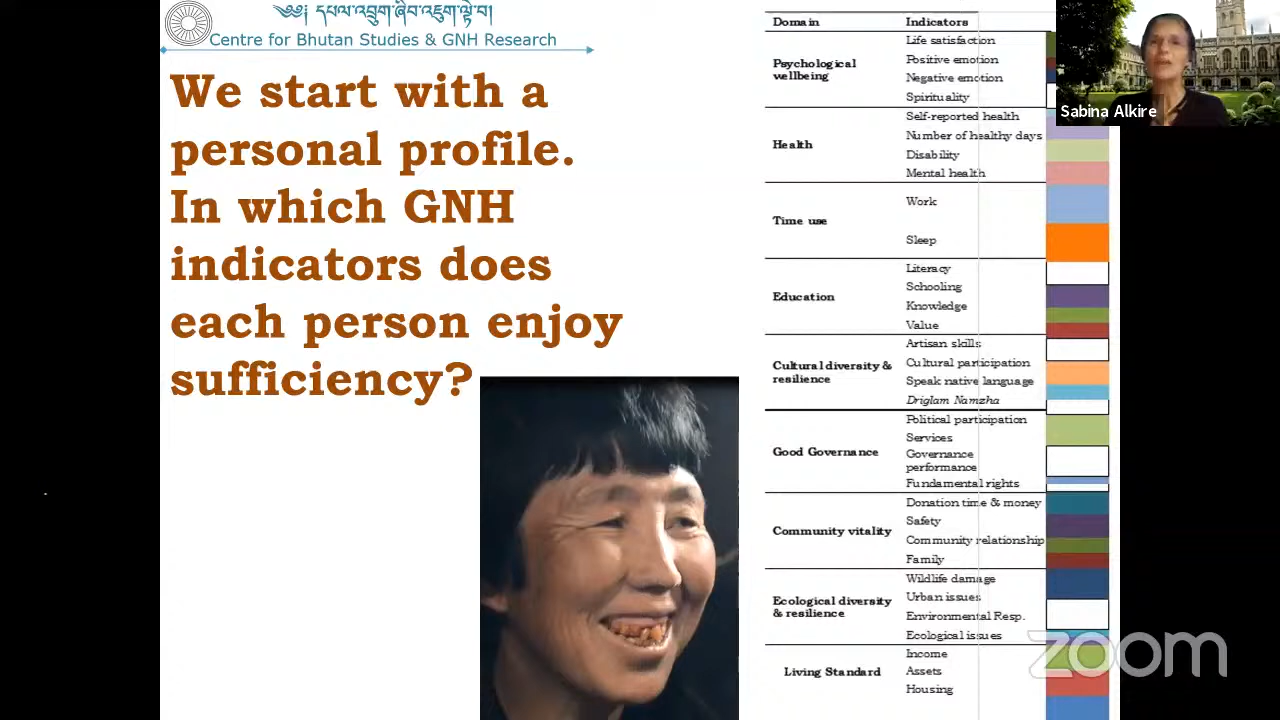 ༄༅། དཔལ་འབྲུག་ཞིབ་འཇུག་ལྟེ་བ།
Centre for Bhutan Studies & GNH Research
We start with a
personal profile.
In which GNH
indicators does
each person enjoy
sufficiency?
Domain Indicators
Psychological
wellbeing
Life satisfaction
Positive emotion
Negative emotion
Spirituality
Health
Self-reported health
Number of healthy days
Disability
Mental health
Time use
Work
Sleep
Education
Literacy
Schooling
Knowledge
Value
Cultural diversity &
resilience
Artisan skills
Cultural participation
Speak native language
Driglam Namzha
Good Governance
Political participation
Services
Governance
performance
Fundamental rights
Community vitality
Donation time & money
Safety
Community relationship
Family
Ecological diversity
& resilience
Wildlife damage
Urban issues
Environmental Resp.
Ecological issues
Living Standard
Income
Assets
Housing
Sabina Alkire
zoom